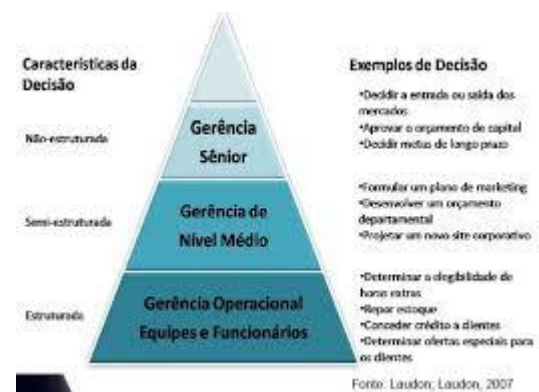 Características da
Decisão
Não-estruturada
Semi-estruturada
Estruturada
Gerência
Sênior
Gerência de
Nível Médio
Gerência Operacional
Equipes e Funcionários
Exemplos de Decisão
•Decidir a entrada ou saída dos
mercados
•Aprovar o orçamento de capital
•Decidir metas de longo prazo
•Formular um plano de marketing
•Desenvolver um orçamento
departamental
•Projetar um novo site corporativo
•Determinar a elegibilidade de
horas extras
•Repor estoque
•Conceder crédito a clientes
•Determinar ofertas especiais para
os clientes
Fonte: Laudon; Laudon, 2007